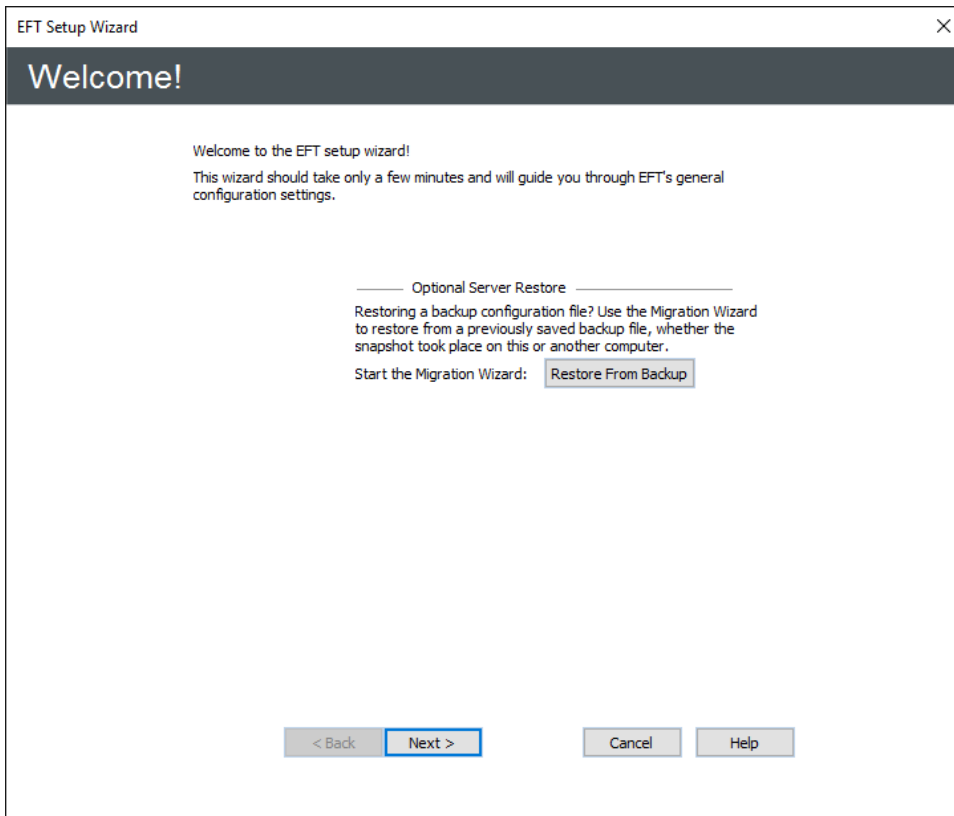 EFT Setup Wizard
Welcome!
Welcome to the EFT setup wizard!
This wizard should take only a few minutes and will guide you through EFT's general
configuration settings.
Optional Server Restore
Restoring a backup configuration file? Use the Migration Wizard
to restore from a previously saved backup file, whether the
snapshot took place on this or another computer.
Start the Migration Wizard: Restore From Backup
< Back Next > Cancel Help